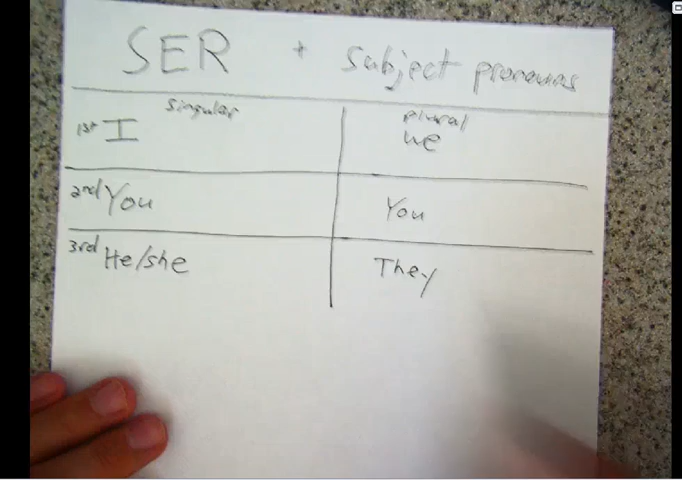 SER + Subject pronouns
Singular plural
1st I we
2nd You You
3rd He/she They